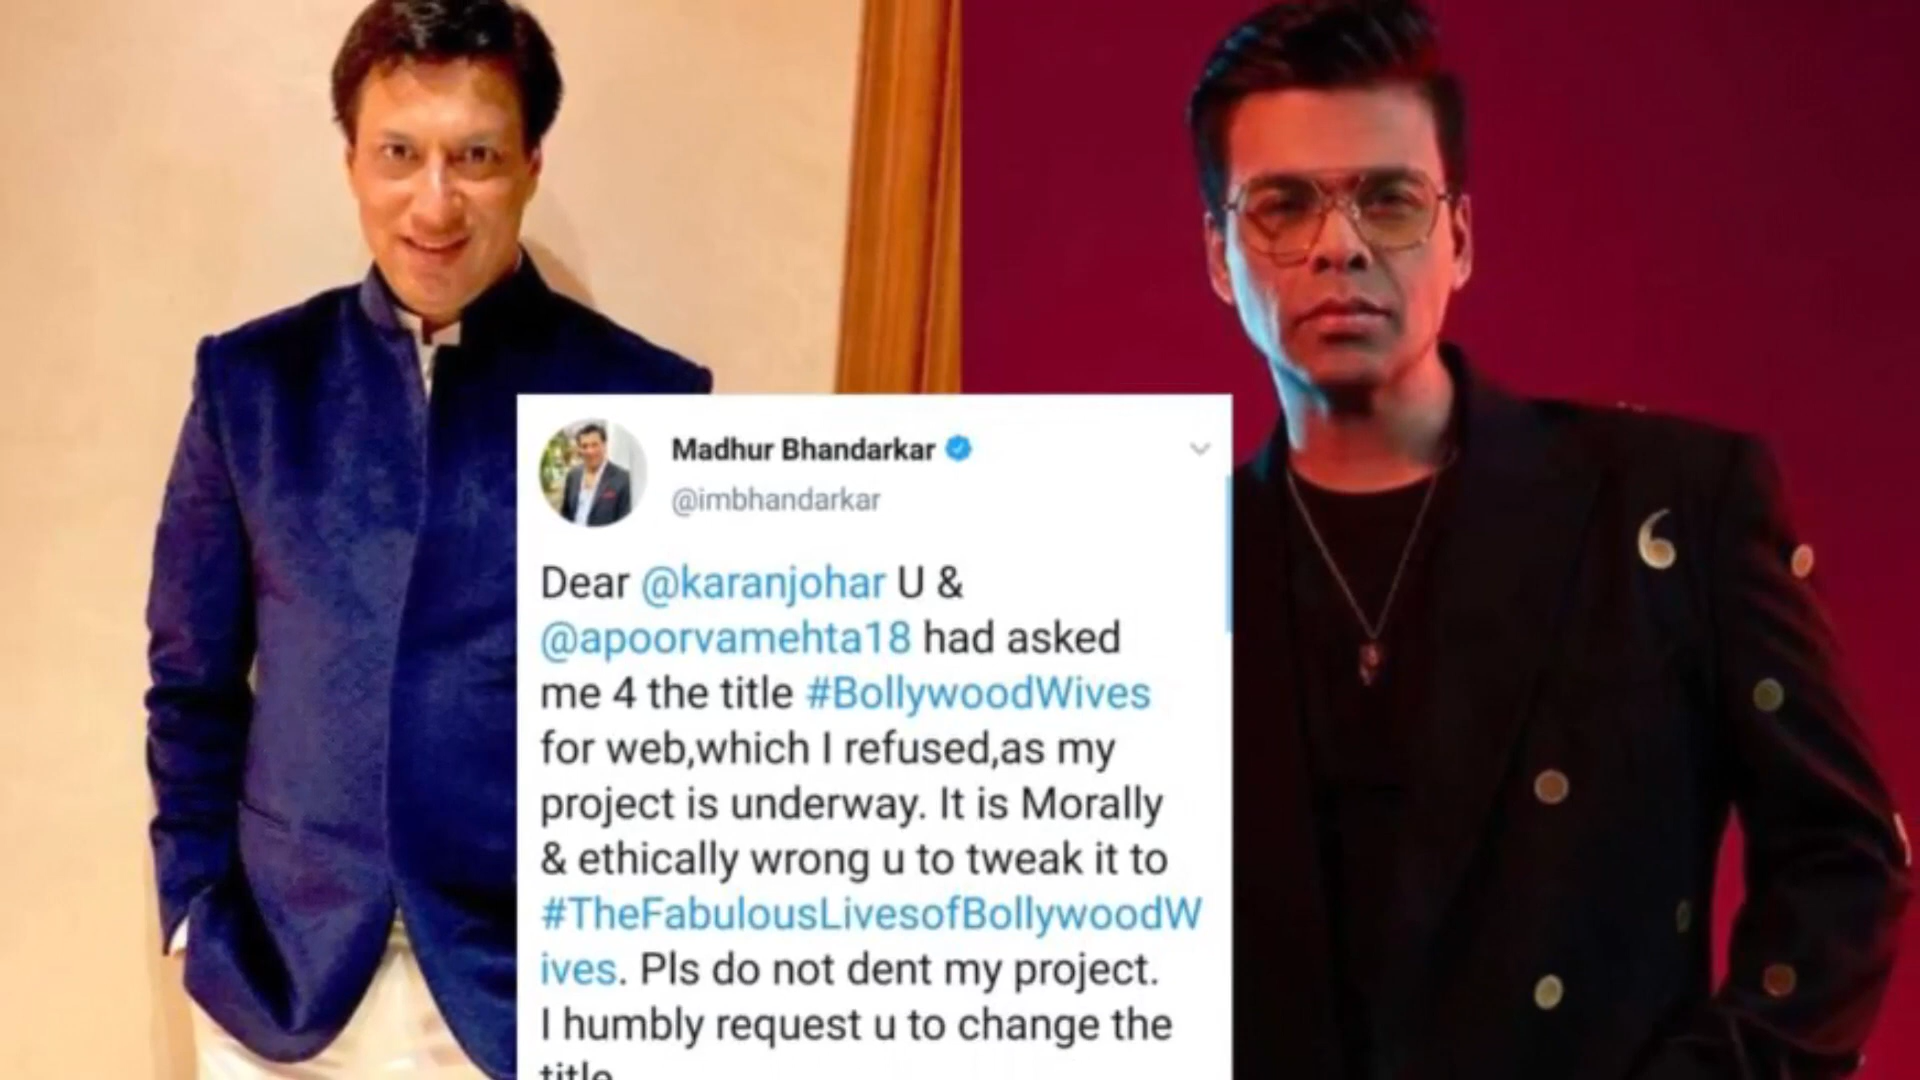 Madhur Bhandarkar
@imbhandarkar
Dear @karanjohar U &
@apoorvamehta18 had asked
me 4 the title #BollywoodWives
for web,which I refused,as my
project is underway. It is Morally
& ethically wrong u to tweak it to
#TheFabulousLivesofBollywoodW
ives. Pls do not dent my project.
I humbly request u to change the
title